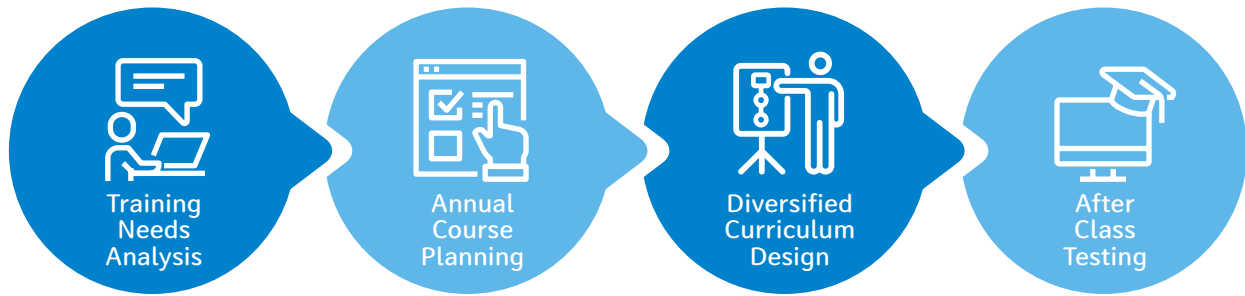 Training
Needs
Analysis
Annual
Course
Planning
Diversified
Curriculum
Design
After
Class
Testing